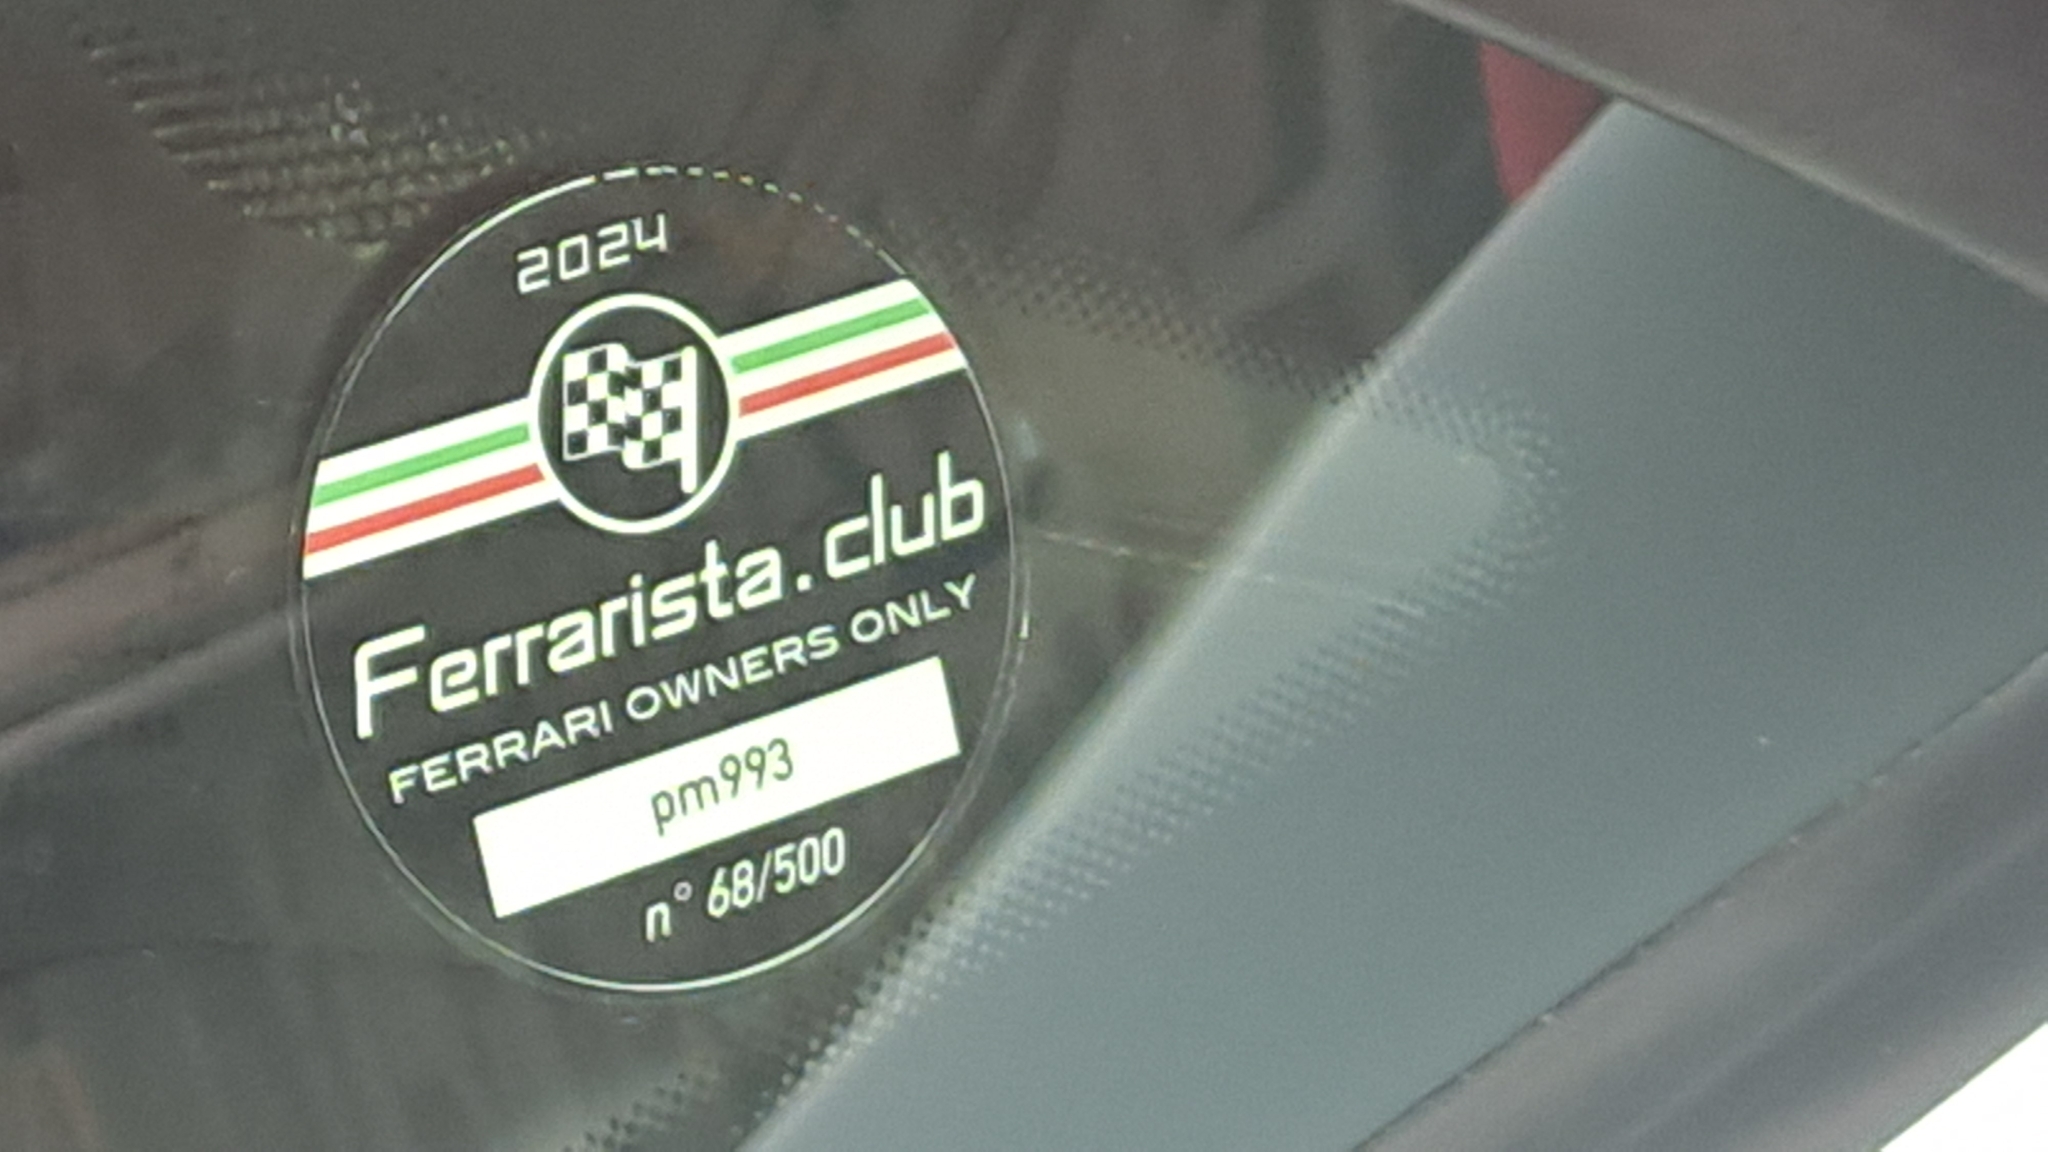 2024
Ferrarista.club
FERRARI OWNERS ONLY
pm993
n° 68/500